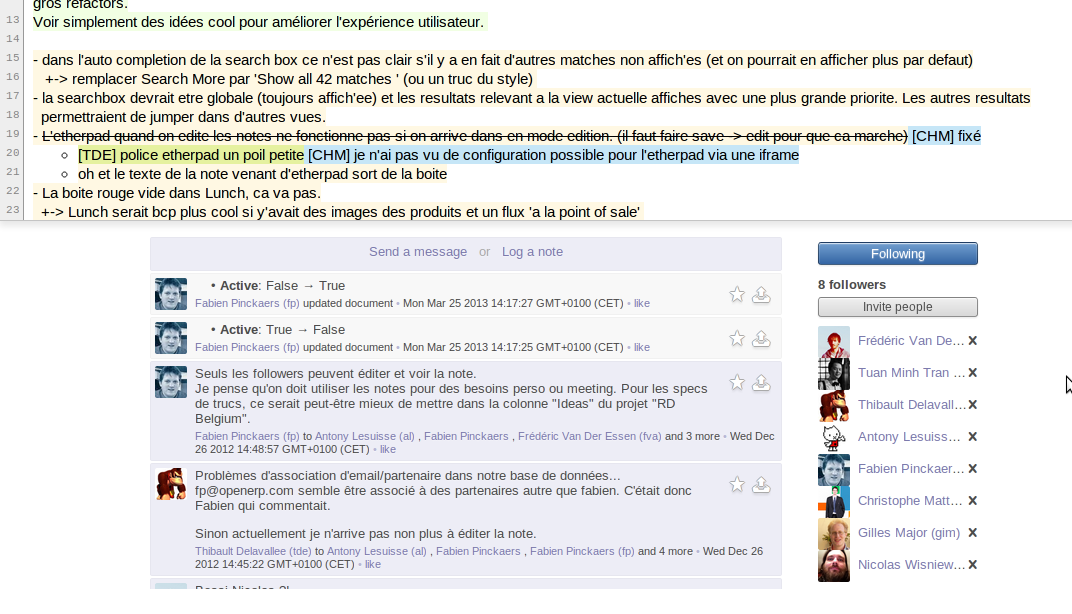 gros refactors.
13 Voir simplement des idées cool pour améliorer l'expérience utilisateur.
14
15 - dans l'auto completion de la search box ce n'est pas clair s'il y a en fait d'autres matches non affich'es (et on pourrait en afficher plus par defaut)
16 +-> remplacer Search More par 'Show all 42 matches ' (ou un truc du style)
17 - la searchbox devrait etre globale (toujours affich'ee) et les resultats relevant a la view actuelle affiches avec une plus grande priorite. Les autres resultats
18 permettraient de jumper dans d'autres vues.
19 - L'etherpad quand on edite les notes ne fonctionne pas si on arrive dans en mode edition. (il faut faire save -> edit pour que ca marche) [CHM] fixé
20 ○ [TDE] police etherpad un poil petite [CHM] je n'ai pas vu de configuration possible pour l'etherpad via une iframe
21 ○ oh et le texte de la note venant d'etherpad sort de la boite
22 - La boite rouge vide dans Lunch, ca va pas.
23 +-> Lunch serait bcp plus cool si y'avait des images des produits et un flux 'a la point of sale'
Send a message or Log a note
• Active: False → True
Fabien Pinckaers (fp) updated document • Mon Mar 25 2013 14:17:27 GMT+0100 (CET) • like
• Active: True → False
Fabien Pinckaers (fp) updated document • Mon Mar 25 2013 14:17:25 GMT+0100 (CET) • like
Seuls les followers peuvent éditer et voir la note.
Je pense qu'on doit utiliser les notes pour des besoins perso ou meeting. Pour les specs
de trucs, ce serait peut-être mieux de mettre dans la colonne "Ideas" du projet "RD
Belgium".
Fabien Pinckaers (fp) to Antony Lesuisse (al) , Fabien Pinckaers , Frédéric Van Der Essen (fva) and 3 more • Wed Dec
26 2012 14:48:57 GMT+0100 (CET) • like
Problèmes d'association d'email/partenaire dans notre base de données...
fp@openerp.com semble être associé à des partenaires autre que fabien. C'était donc
Fabien qui commentait.
Sinon actuellement je n'arrive pas non plus à éditer la note.
Thibault Delavallee (tde) to Antony Lesuisse (al) , Fabien Pinckaers , Fabien Pinckaers (fp) and 4 more • Wed Dec 26
2012 14:45:22 GMT+0100 (CET) • like
Following
8 followers
Invite people
Frédéric Van De... X
Tuan Minh Tran ... X
Thibault Delavall... X
Antony Lesuiss... X
Fabien Pinckaer... X
Christophe Matt... X
Gilles Major (gim) X
Nicolas Wisniew... X